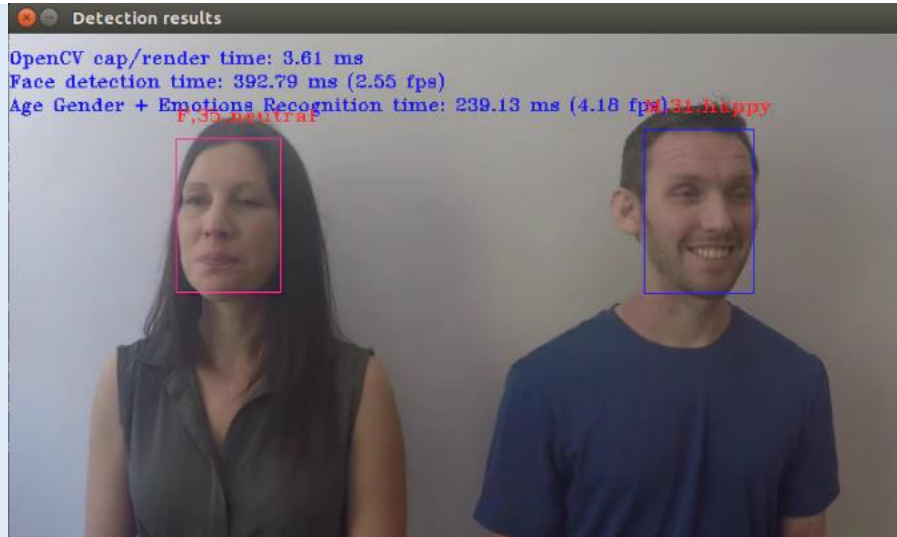 Detection results
OpenCV cap/render time: 3.61 ms
Face detection time: 392.79 ms (2.55 fps)
Age Gender + Emotions Recognition time: 239.13 ms (4.18 fps)
F,35,neutral
M,31,happy